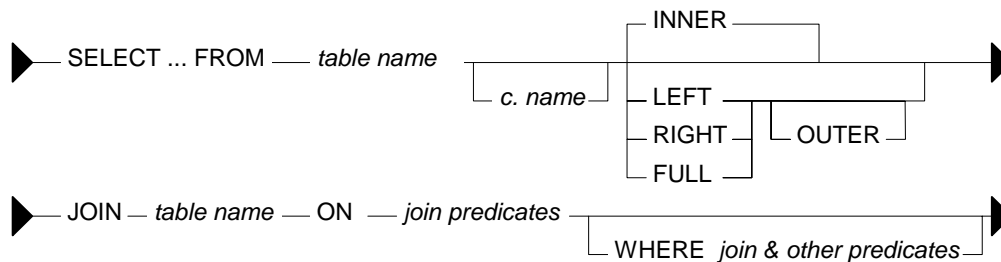 INNER
SELECT ... FROM table name
c. name
LEFT
RIGHT OUTER
FULL
JOIN table name ON join predicates
WHERE join & other predicates